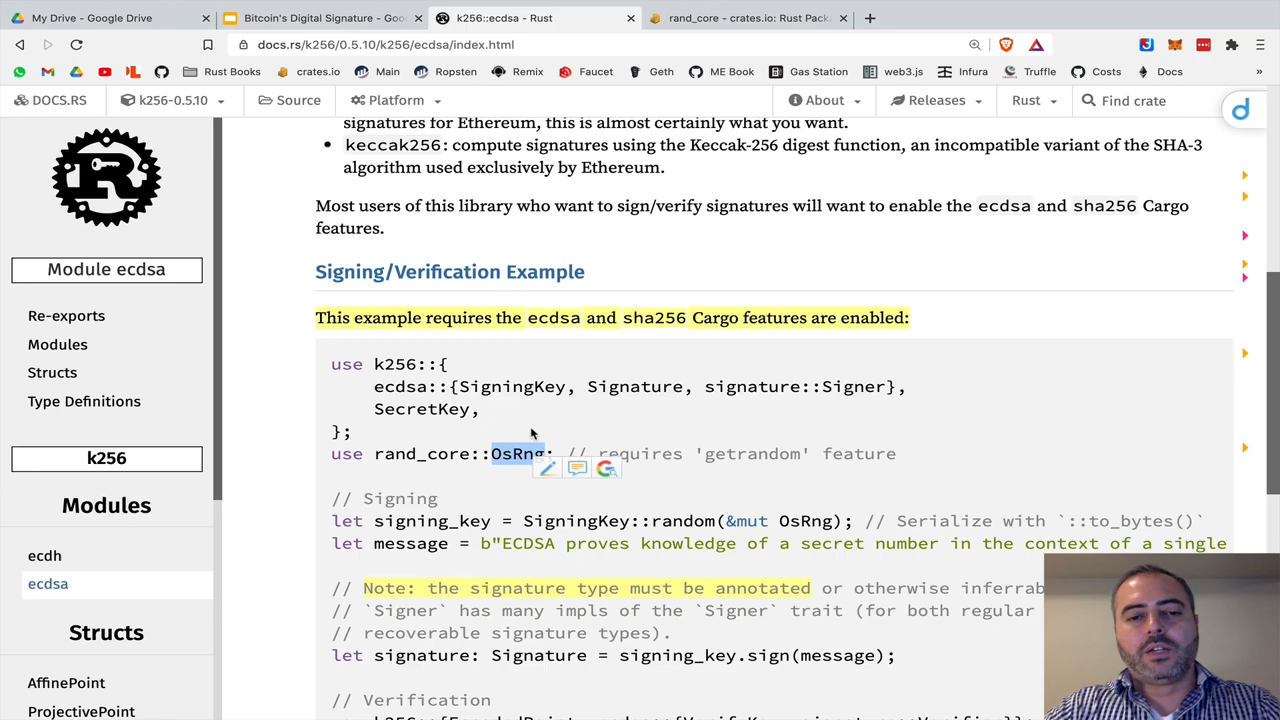 My Drive - Google Drive
Bitcoin's Digital Signature - Goo
k256::ecdsa - Rust
rand_core - crates.io: Rust Pack
docs.rs/k256/0.5.10/k256/ecdsa/index.html
Rust Books
crates.io
Main
Ropsten
Remix
Faucet
Geth
ME Book
Gas Station
web3.js
Infura
Truffle
Costs
Docs
»
DOCS.RS
k256-0.5.10
Source
Platform
About
Releases
Rust
Find crate
d
signatures for Ethereum, this is almost certainly what you want.
keccak256: compute signatures using the Keccak-256 digest function, an incompatible variant of the SHA-3
algorithm used exclusively by Ethereum.
Most users of this library who want to sign/verify signatures will want to enable the ecdsa and sha256 Cargo
features.
R
Module ecdsa
Re-exports
Modules
Structs
Type Definitions
k256
Modules
ecdh
ecdsa
Structs
AffinePoint
ProjectivePoint
Signing/Verification Example
This example requires the ecdsa and sha256 Cargo features are enabled:
use k256::{
ecdsa::{SigningKey, Signature, signature::Signer},
SecretKey,
};
use rand_core::OsRng; // requires 'getrandom' feature
// Signing
let signing_key = SigningKey::random(&mut OsRng); // Serialize with `::to_bytes()`
let message = b"ECDSA proves knowledge of a secret number in the context of a single
// Note: the signature type must be annotated or otherwise inferrab
// `Signer` has many impls of the `Signer` trait (for both regular
// recoverable signature types).
let signature: Signature = signing_key.sign(message);
// Verification